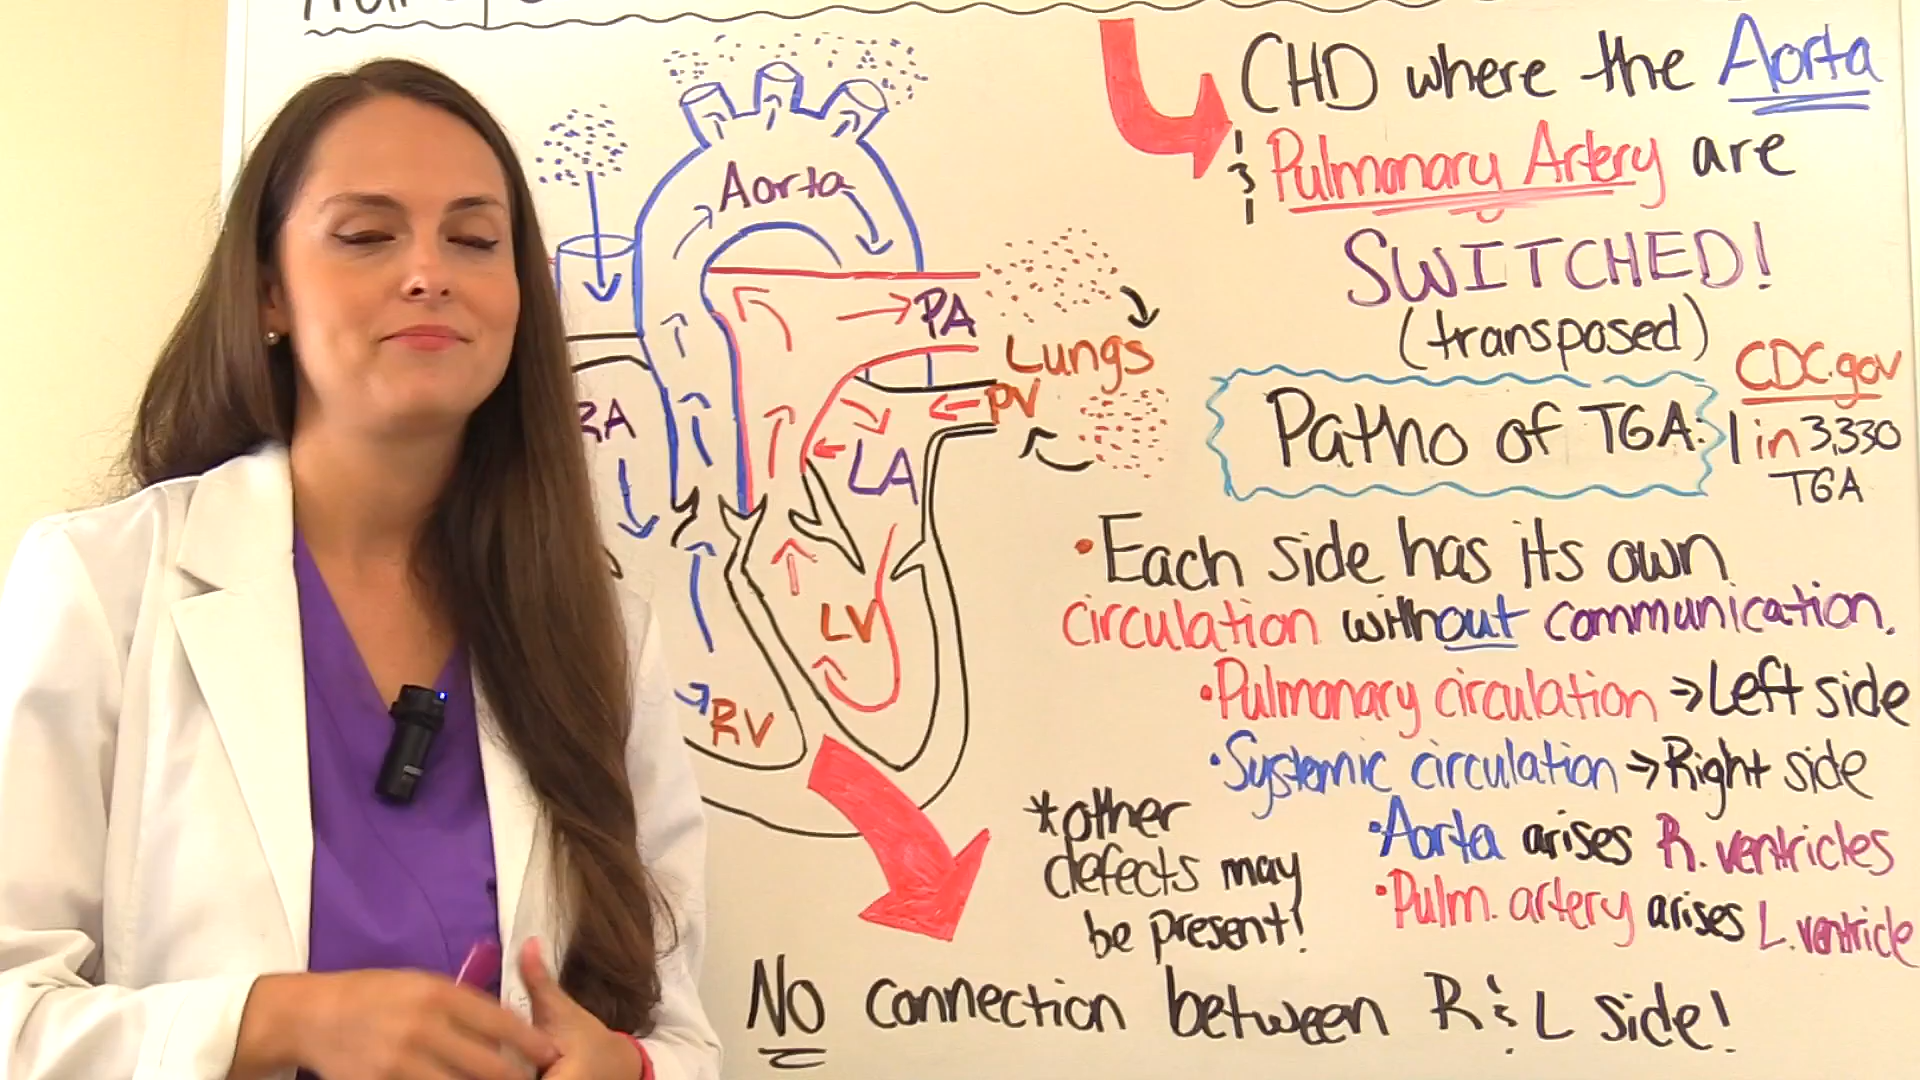 CHD where the Aorta
& Pulmonary Artery are
SWITCHED!
(transposed)
CDC.gov
1 in 3,330
TGA
Patho of TGA:
• Each side has its own
circulation without communication.
• Pulmonary circulation → Left side
• Systemic circulation → Right side
• Aorta arises R. ventricles
• Pulm. artery arises L. ventricle
*other
defects may
be present!
NO connection between R & L side!
Aorta
PA
Lungs
PV
RA
LA
LV
RV